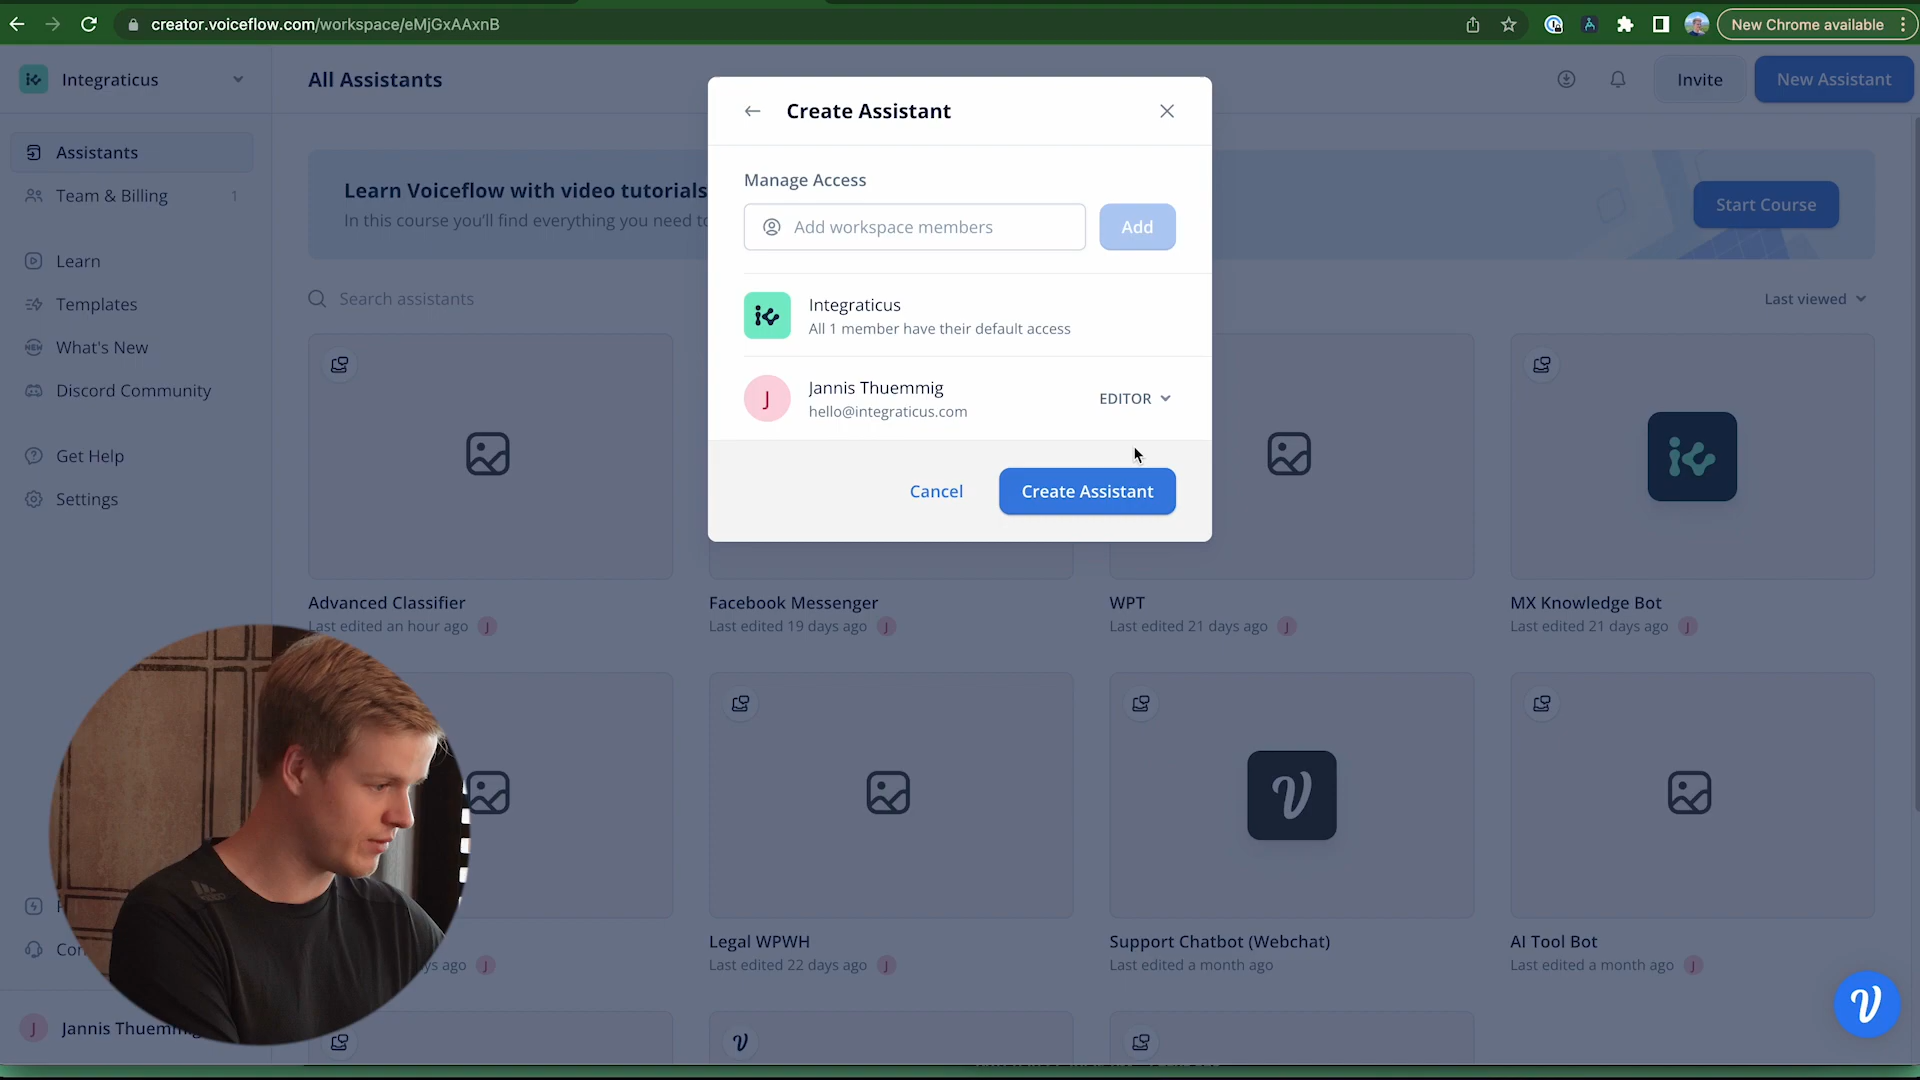 creator.voiceflow.com/workspace/eMjGxAAxnB
New Chrome available
Integraticus
All Assistants
Invite
New Assistant
Create Assistant
Assistants
Team & Billing
1
Learn
Templates
What's New
Discord Community
Get Help
Settings
Learn Voiceflow with video tutorials
In this course you'll find everything you need to
Start Course
Search assistants
Last viewed
Manage Access
Add workspace members
Add
Integraticus
All 1 member have their default access
J
Jannis Thuemmig
hello@integraticus.com
EDITOR
Cancel
Create Assistant
Advanced Classifier
Last edited an hour ago
J
Facebook Messenger
Last edited 19 days ago
J
WPT
Last edited 21 days ago
J
MX Knowledge Bot
Last edited 21 days ago
J
ago
J
Legal WPWH
Last edited 22 days ago
J
Support Chatbot (Webchat)
Last edited a month ago
AI Tool Bot
Last edited a month ago
J
J
Jannis Thuemmig